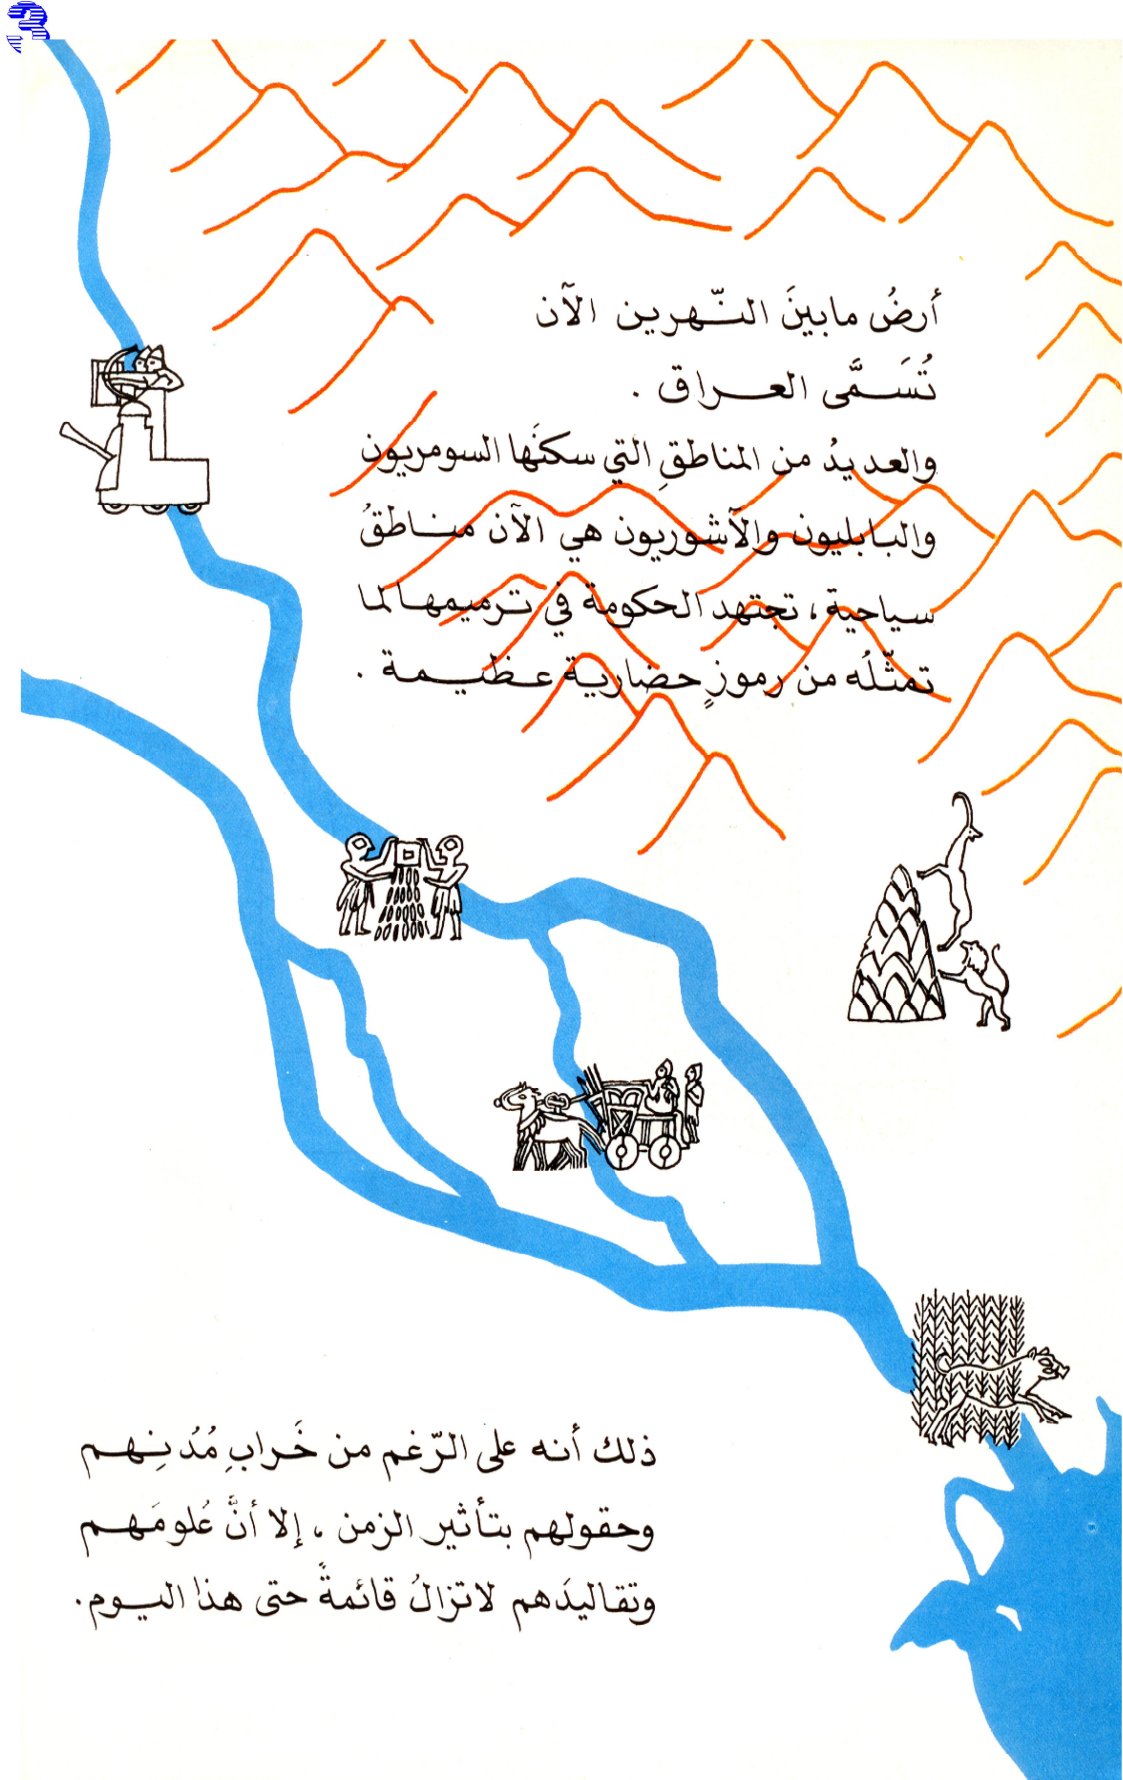 3
أرضُ مابينَ النّهرين الآن
تُسَمَّى العراق .
والعديدُ من المناطقِ التي سكنَها السومريون
والبابليون والآشوريون هي الآن مناطقُ
سياحية، تجتهد الحكومة في ترميمها لما
تمثّلُه من رموزٍ حضارية عظيمة .
ذلك أنه على الرّغم من خَرابِ مُدُنِهم
وحقولهم بتأثير الزمن ، إلا أنَّ عُلومَهم
وتقاليدَهم لاتزالُ قائمةً حتى هذا اليوم.